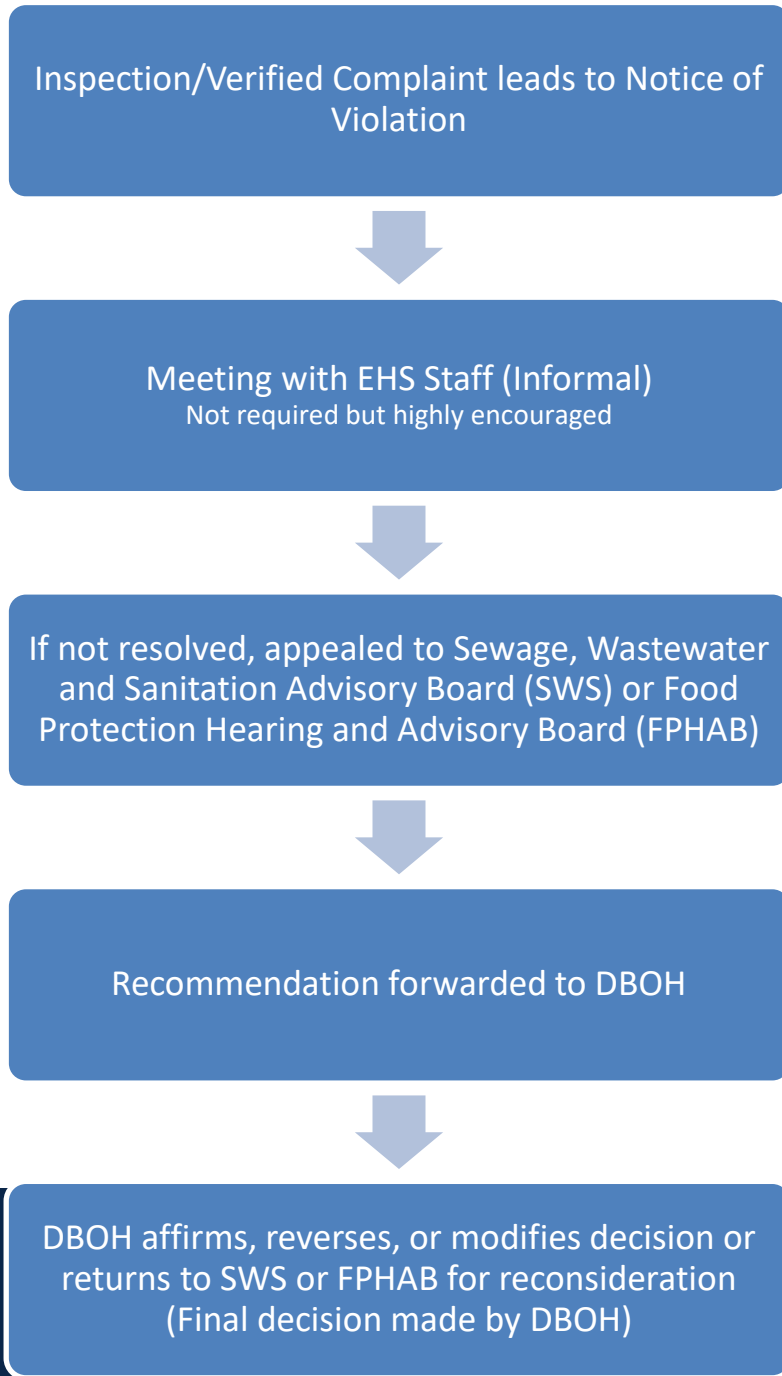 Inspection/Verified Complaint leads to Notice of
Violation
Meeting with EHS Staff (Informal)
Not required but highly encouraged
If not resolved, appealed to Sewage, Wastewater
and Sanitation Advisory Board (SWS) or Food
Protection Hearing and Advisory Board (FPHAB)
Recommendation forwarded to DBOH
DBOH affirms, reverses, or modifies decision or
returns to SWS or FPHAB for reconsideration
(Final decision made by DBOH)